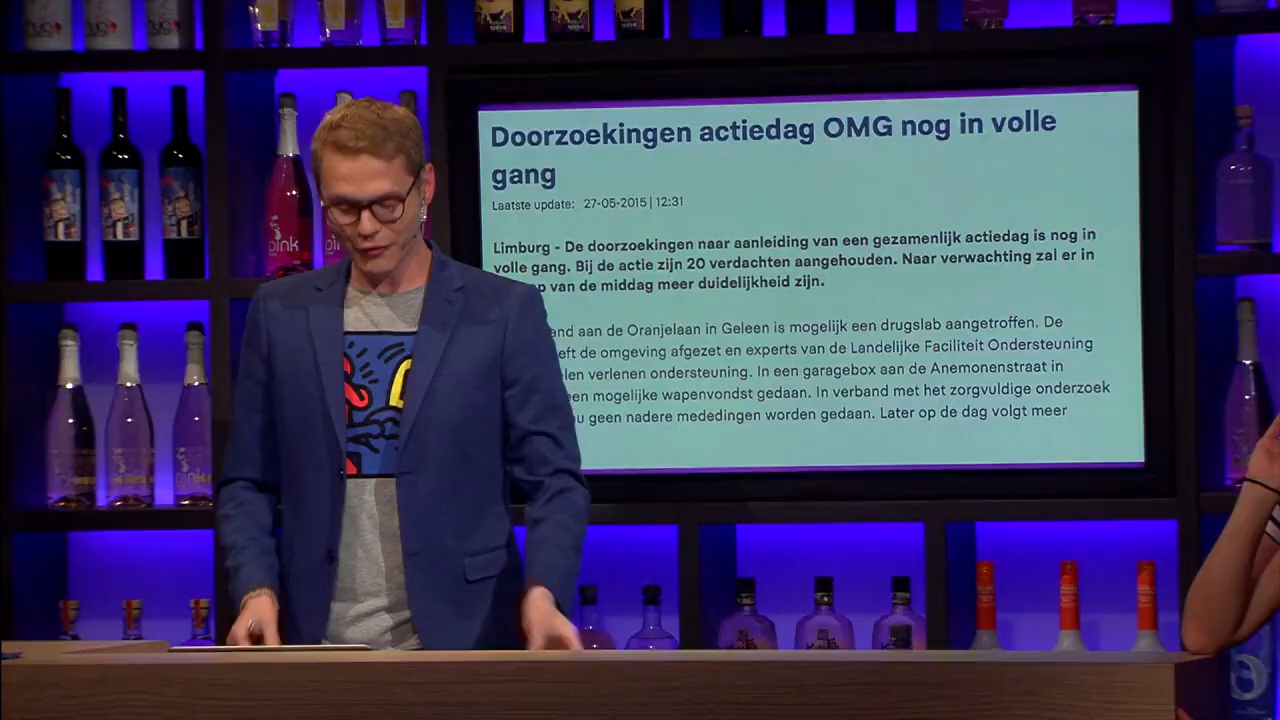 Doorzoekingen actiedag OMG nog in volle
gang
Laatste update: 27-05-2015 | 12:31
Limburg - De doorzoekingen naar aanleiding van een gezamenlijk actiedag is nog in
volle gang. Bij de actie zijn 20 verdachten aangehouden. Naar verwachting zal er in
van de middag meer duidelijkheid zijn.
aan de Oranjelaan in Geleen is mogelijk een drugslab aangetroffen. De
de omgeving afgezet en experts van de Landelijke Faciliteit Ondersteuning
verlenen ondersteuning. In een garagebox aan de Anemonenstraat in
een mogelijke wapenvondst gedaan. In verband met het zorgvuldige onderzoek
geen nadere mededingen worden gedaan. Later op de dag volgt meer
pink
pink
pink